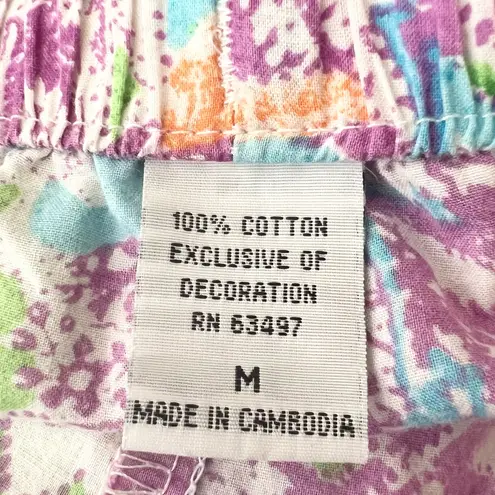 100% COTTON
EXCLUSIVE OF
DECORATION
RN 63497
M
MADE IN CAMBODIA